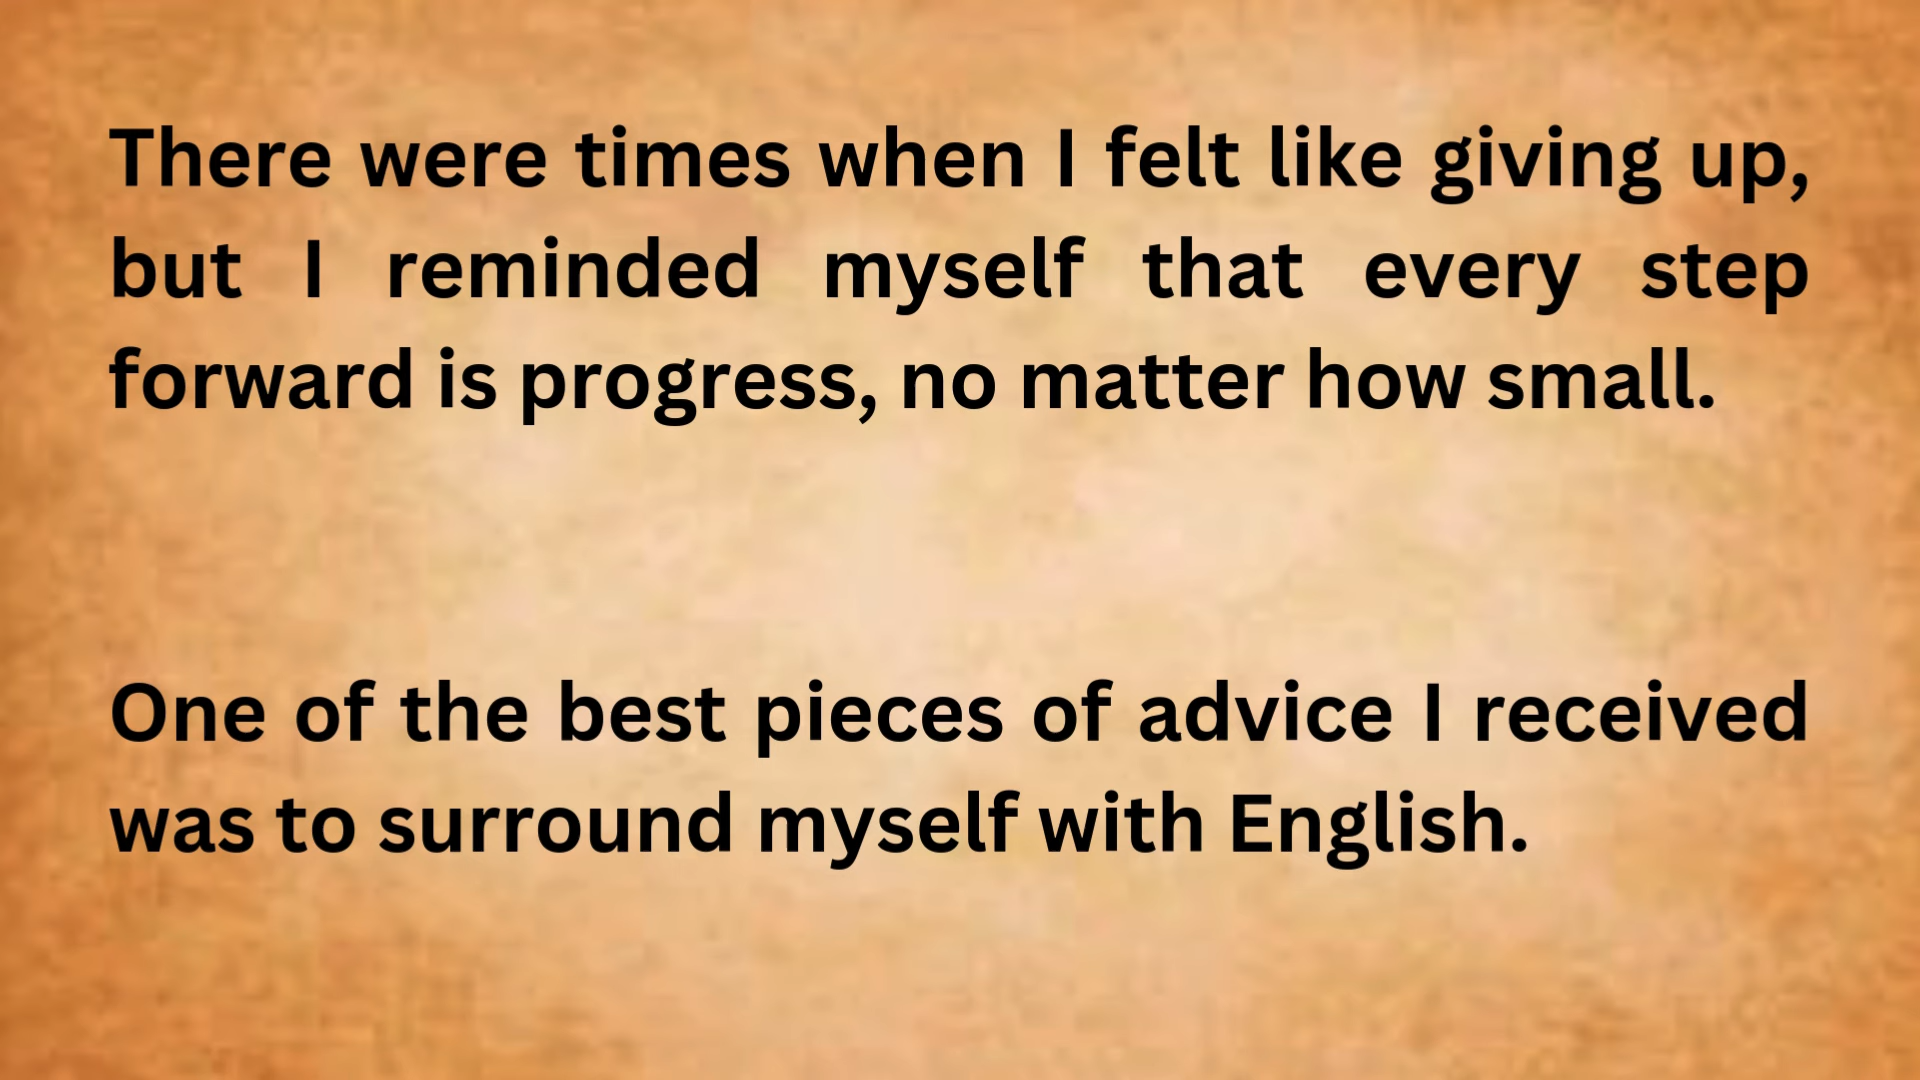 There were times when I felt like giving up,
but I reminded myself that every step
forward is progress, no matter how small.
One of the best pieces of advice I received
was to surround myself with English.